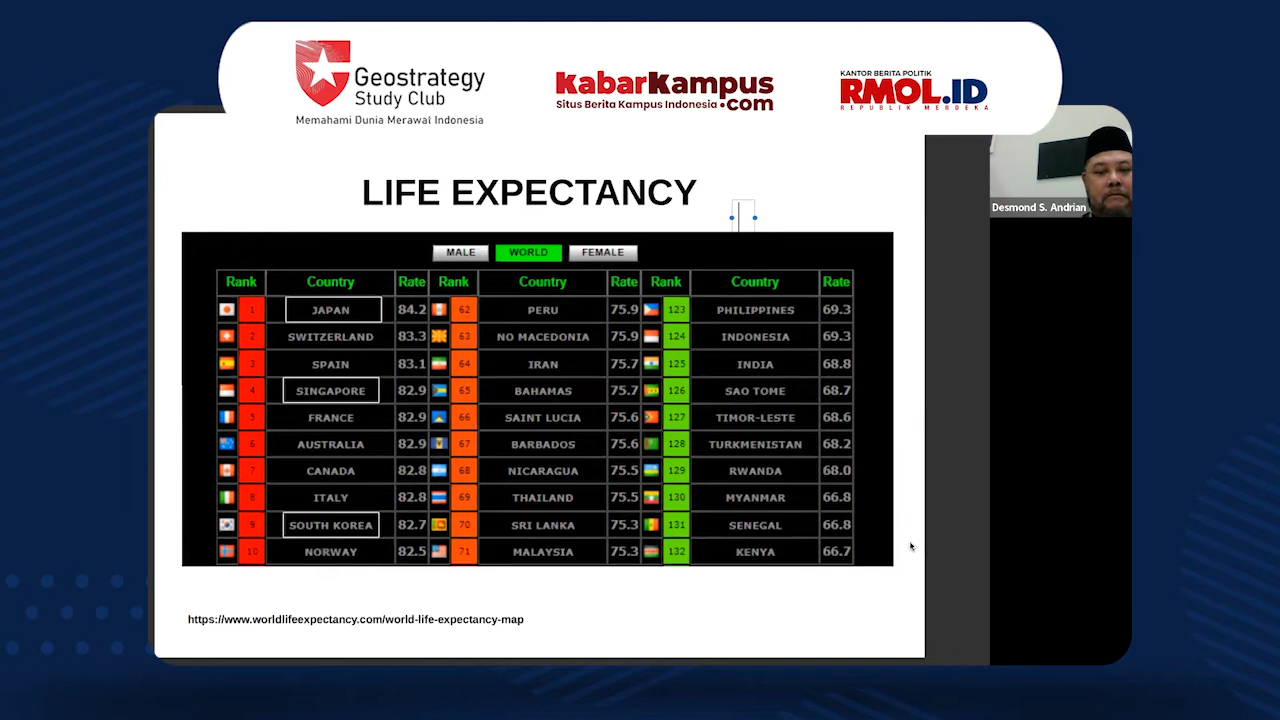 Geostrategy
Study Club
Memahami Dunia Merawat Indonesia
KabarKampus
Situs Berita Kampus Indonesia .com
KANTOR BERITA POLITIK
RMOL.ID
REPUBLIK MERDEKA
Desmond S. Andrian
LIFE EXPECTANCY
MALE WORLD FEMALE
Rank Country Rate Rank Country Rate Rank Country Rate
1 JAPAN 84.2 62 PERU 75.9 123 PHILIPPINES 69.3
2 SWITZERLAND 83.3 63 NO MACEDONIA 75.9 124 INDONESIA 69.3
3 SPAIN 83.1 64 IRAN 75.7 125 INDIA 68.8
4 SINGAPORE 82.9 65 BAHAMAS 75.7 126 SAO TOME 68.7
5 FRANCE 82.9 66 SAINT LUCIA 75.6 127 TIMOR-LESTE 68.6
6 AUSTRALIA 82.9 67 BARBADOS 75.6 128 TURKMENISTAN 68.2
7 CANADA 82.8 68 NICARAGUA 75.5 129 RWANDA 68.0
8 ITALY 82.8 69 THAILAND 75.5 130 MYANMAR 66.8
9 SOUTH KOREA 82.7 70 SRI LANKA 75.3 131 SENEGAL 66.8
10 NORWAY 82.5 71 MALAYSIA 75.3 132 KENYA 66.7
https://www.worldlifeexpectancy.com/world-life-expectancy-map